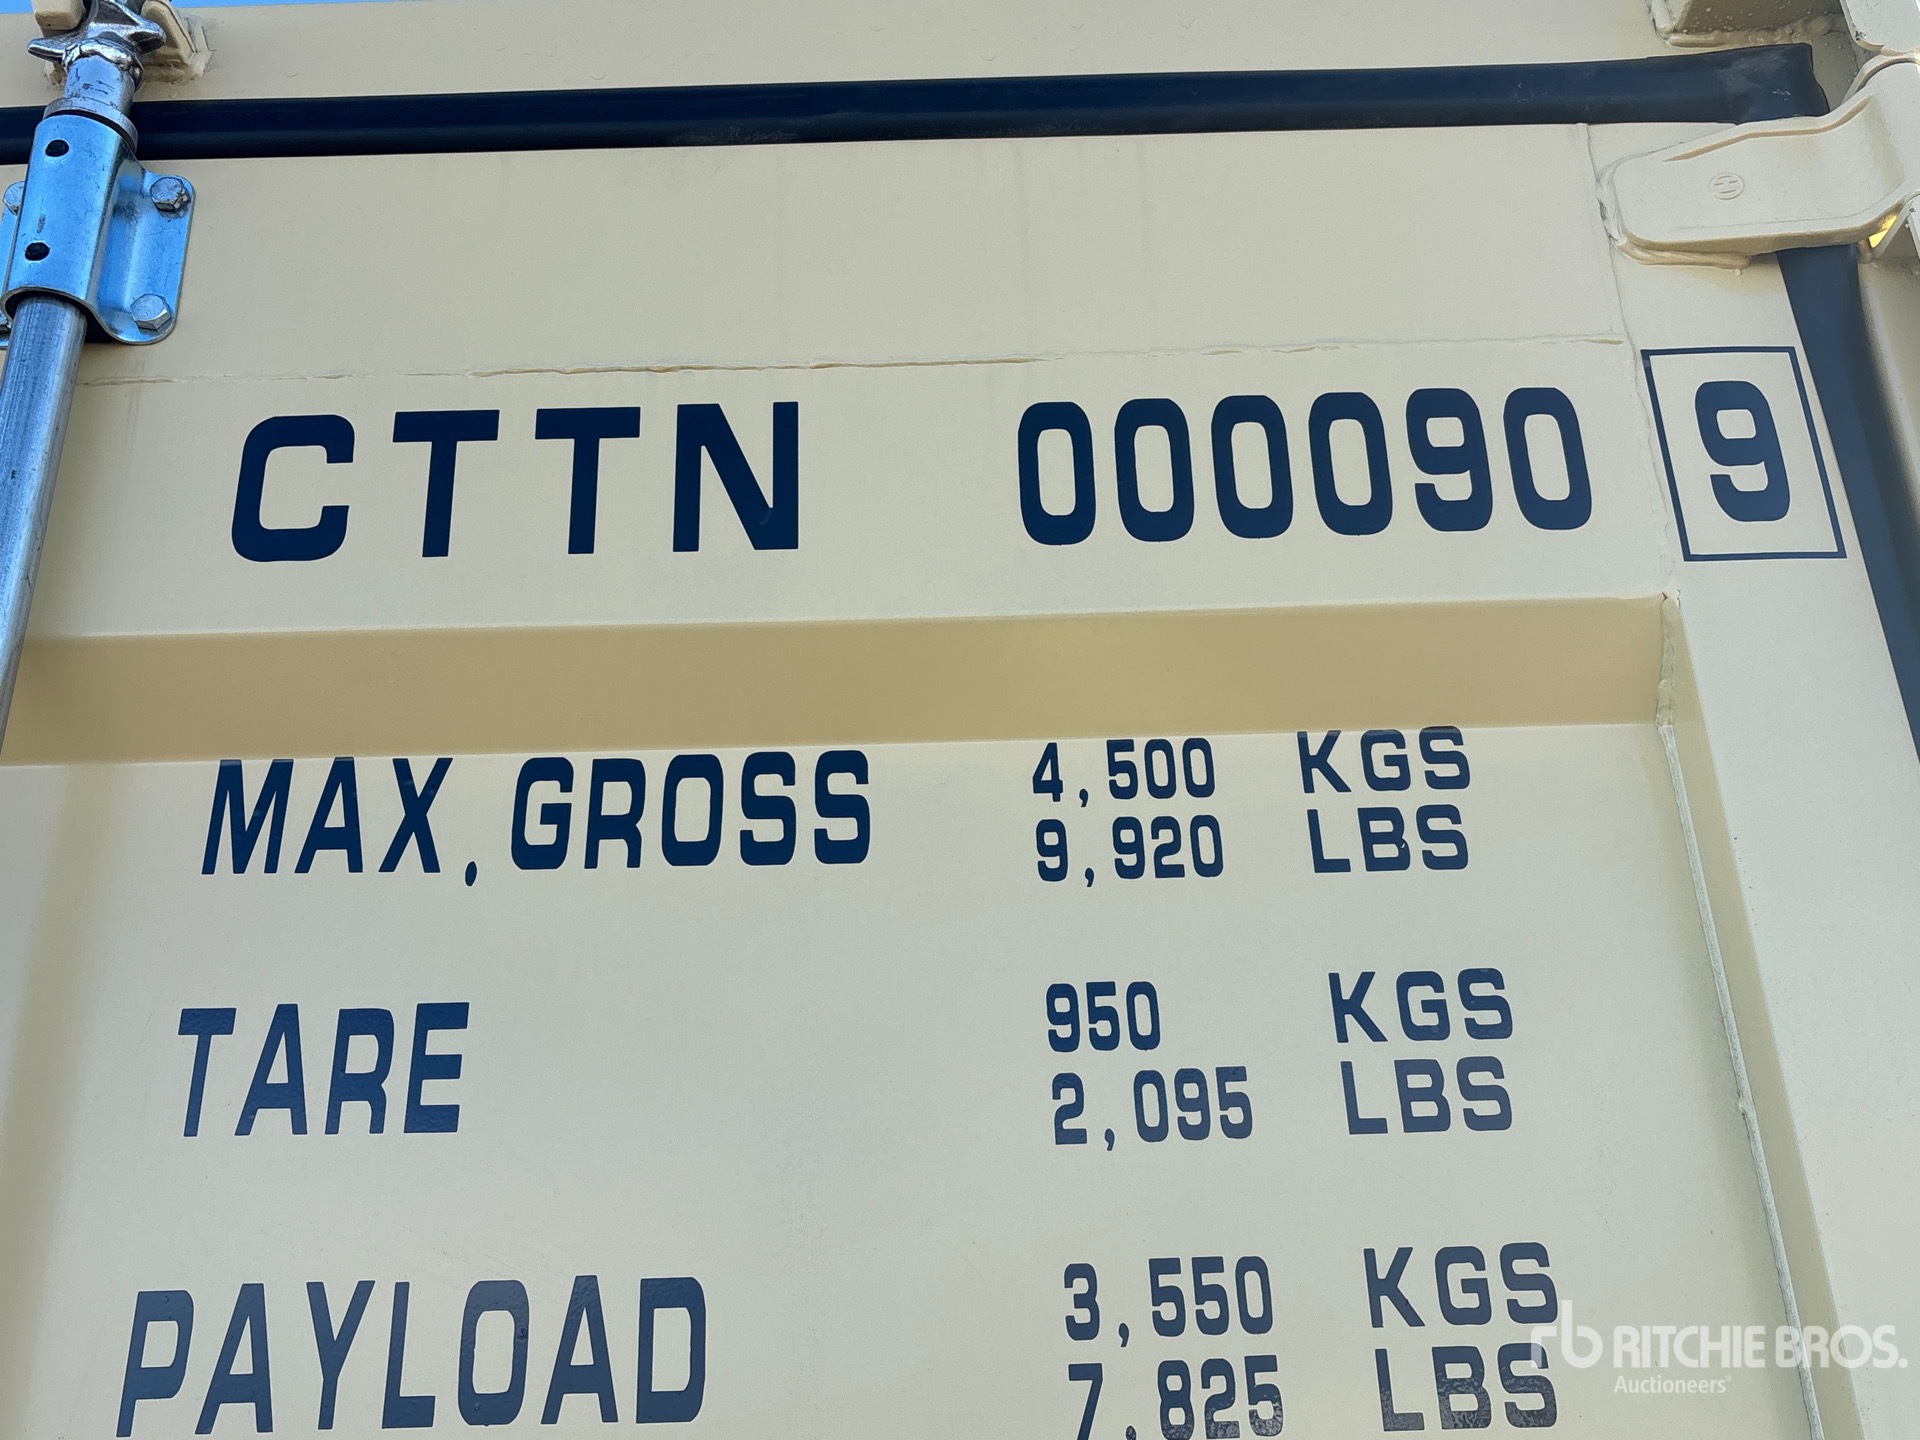 CTTN 000090 9
MAX.GROSS 4,500 KGS
9,920 LBS
TARE 950 KGS
2,095 LBS
PAYLOAD 3,550 KGS
7,825 LBS
rb RITCHIE BROS.
Auctioneers